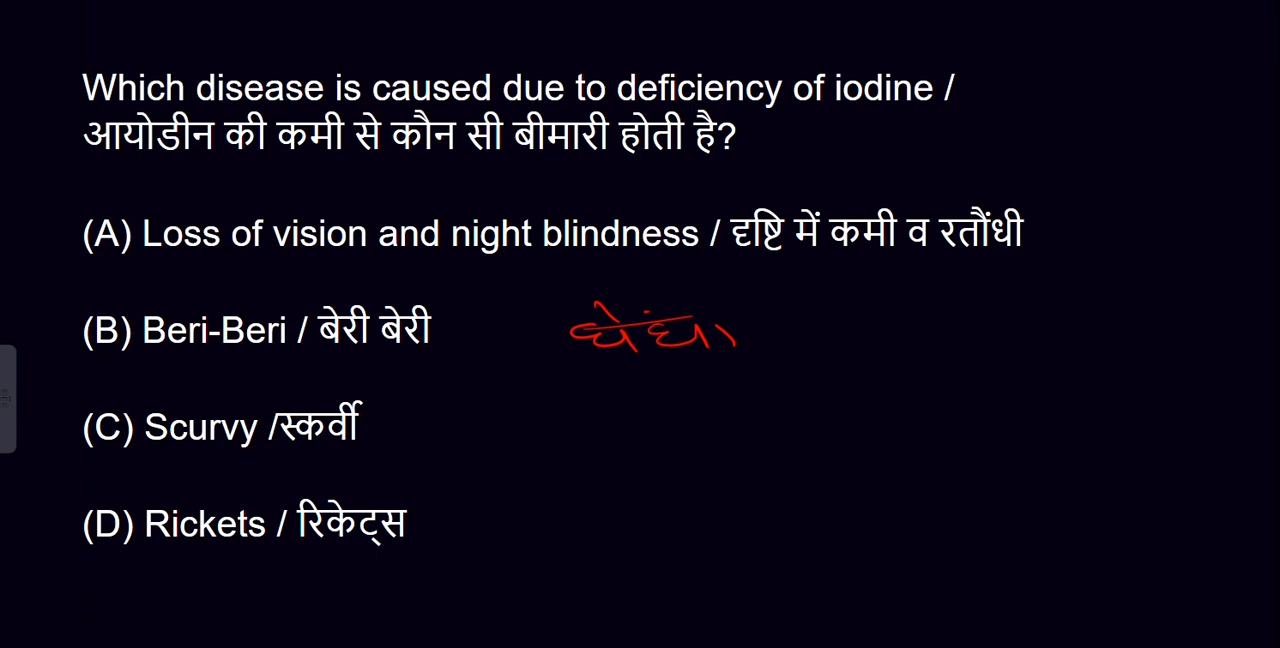 Which disease is caused due to deficiency of iodine /
आयोडीन की कमी से कौन सी बीमारी होती है?
(A) Loss of vision and night blindness / दृष्टि में कमी व रतौंधी
(B) Beri-Beri / बेरी बेरी
घेंघा
(C) Scurvy /स्कर्वी
(D) Rickets / रिकेट्स